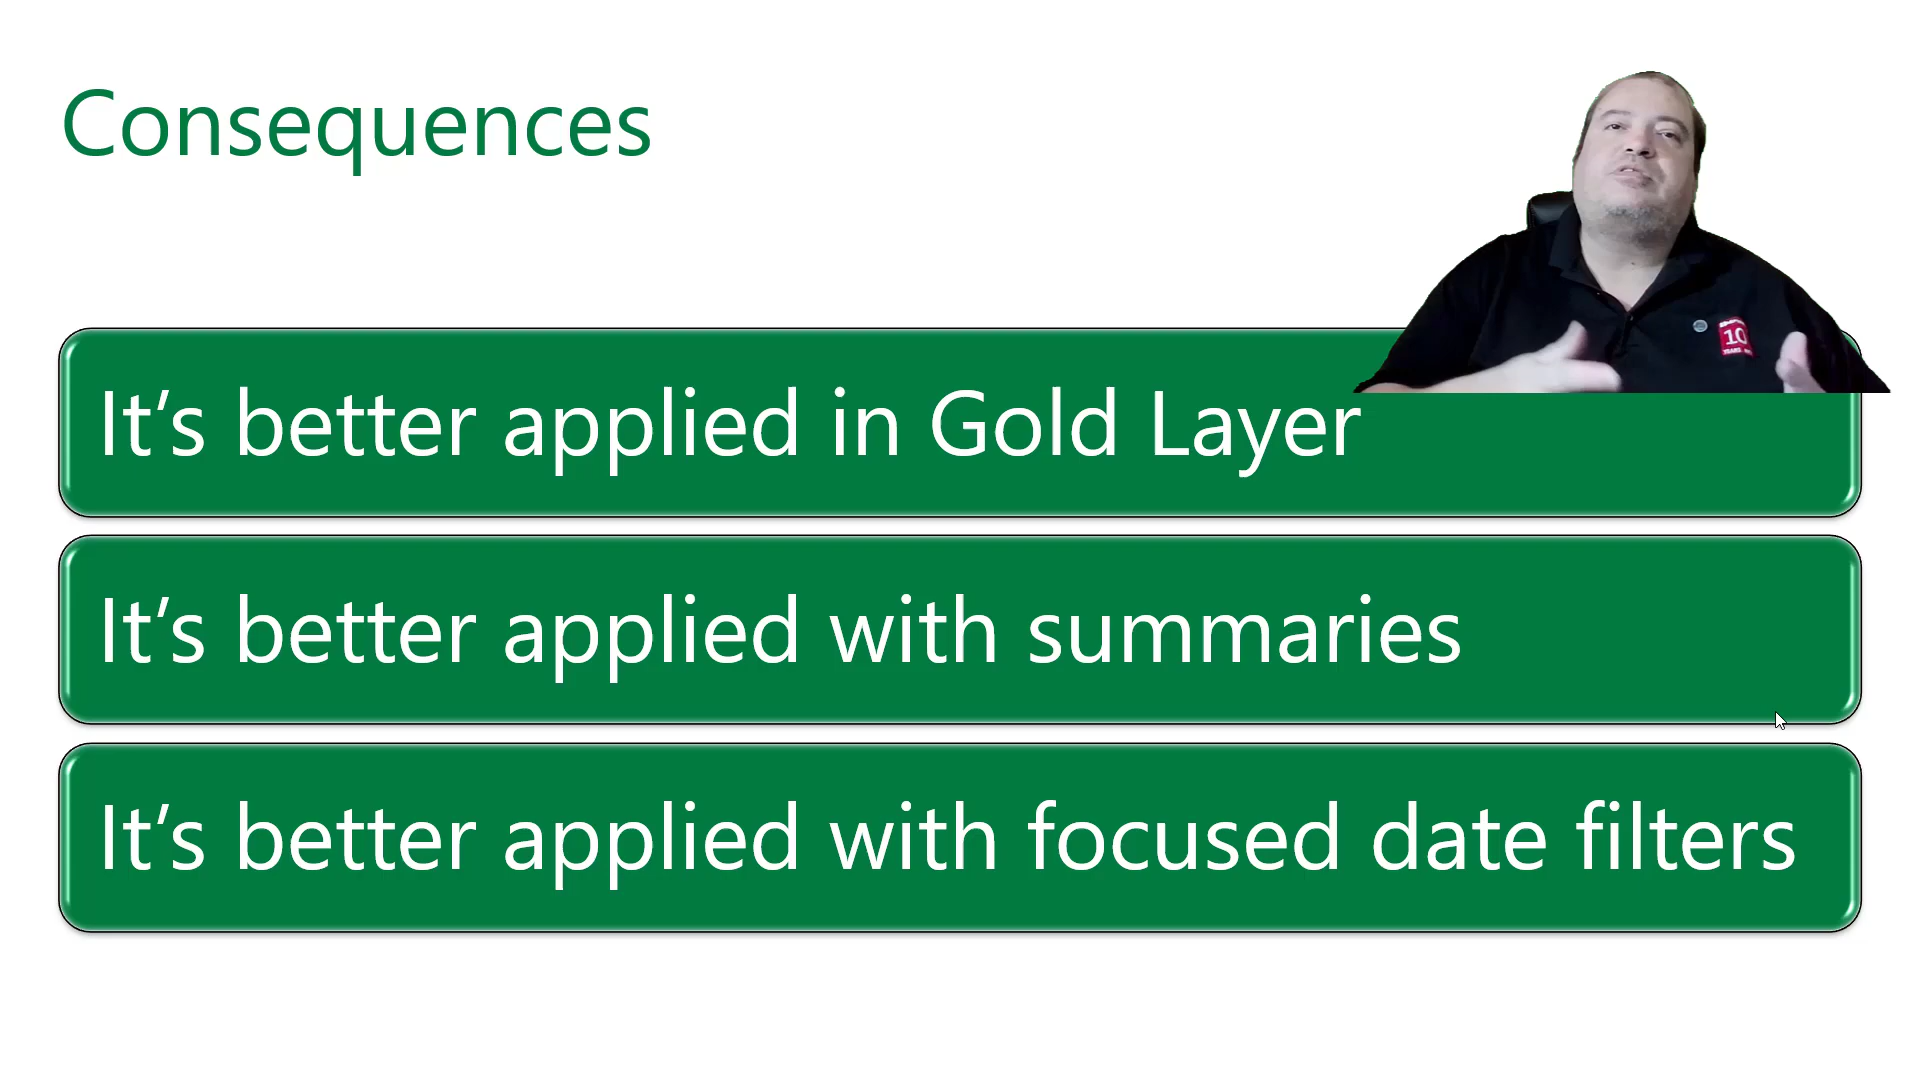 Consequences
It’s better applied in Gold Layer
It’s better applied with summaries
It’s better applied with focused date filters
10